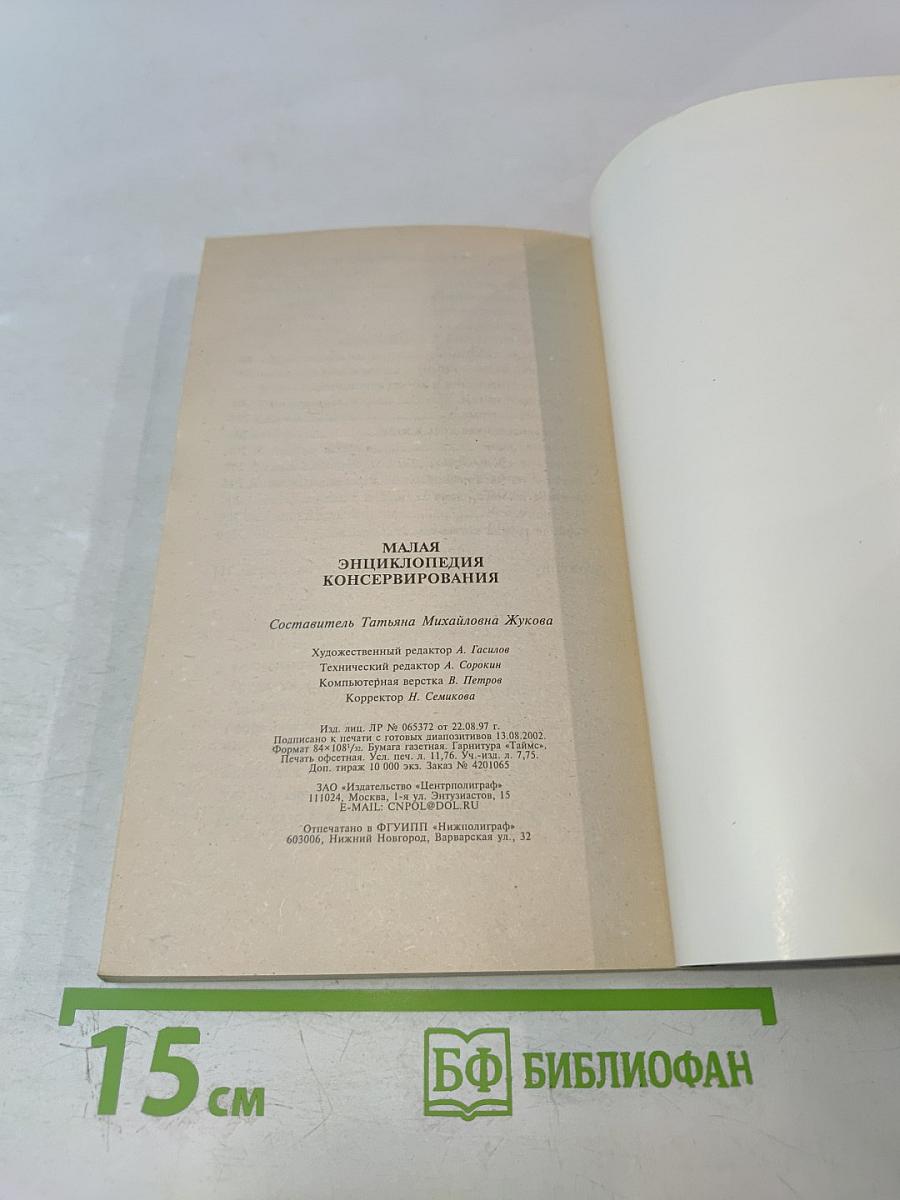 МАЛАЯ
ЭНЦИКЛОПЕДИЯ
КОНСЕРВИРОВАНИЯ
Составитель Татьяна Михайловна Жукова
Художественный редактор А. Гасилов
Технический редактор А. Сорокин
Компьютерная верстка В. Петров
Корректор Н. Семикова
Изд. лиц. ЛР № 065372 от 22.08.97 г.
Подписано к печати с готовых диапозитивов 13.08.2002.
Формат 84×108¹/₃₂. Бумага газетная. Гарнитура «Таймс».
Печать офсетная. Усл. печ. л. 11,76. Уч.-изд. л. 7,75.
Доп. тираж 10 000 экз. Заказ № 4201065
ЗАО «Издательство «Центрполиграф»
111024, Москва, 1-я ул. Энтузиастов, 15
E-MAIL: CNPOL@DOL.RU
Отпечатано в ФГУИПП «Нижполиграф»
603006, Нижний Новгород, Варварская ул., 32
15 см
БФ БИБЛИОФАН